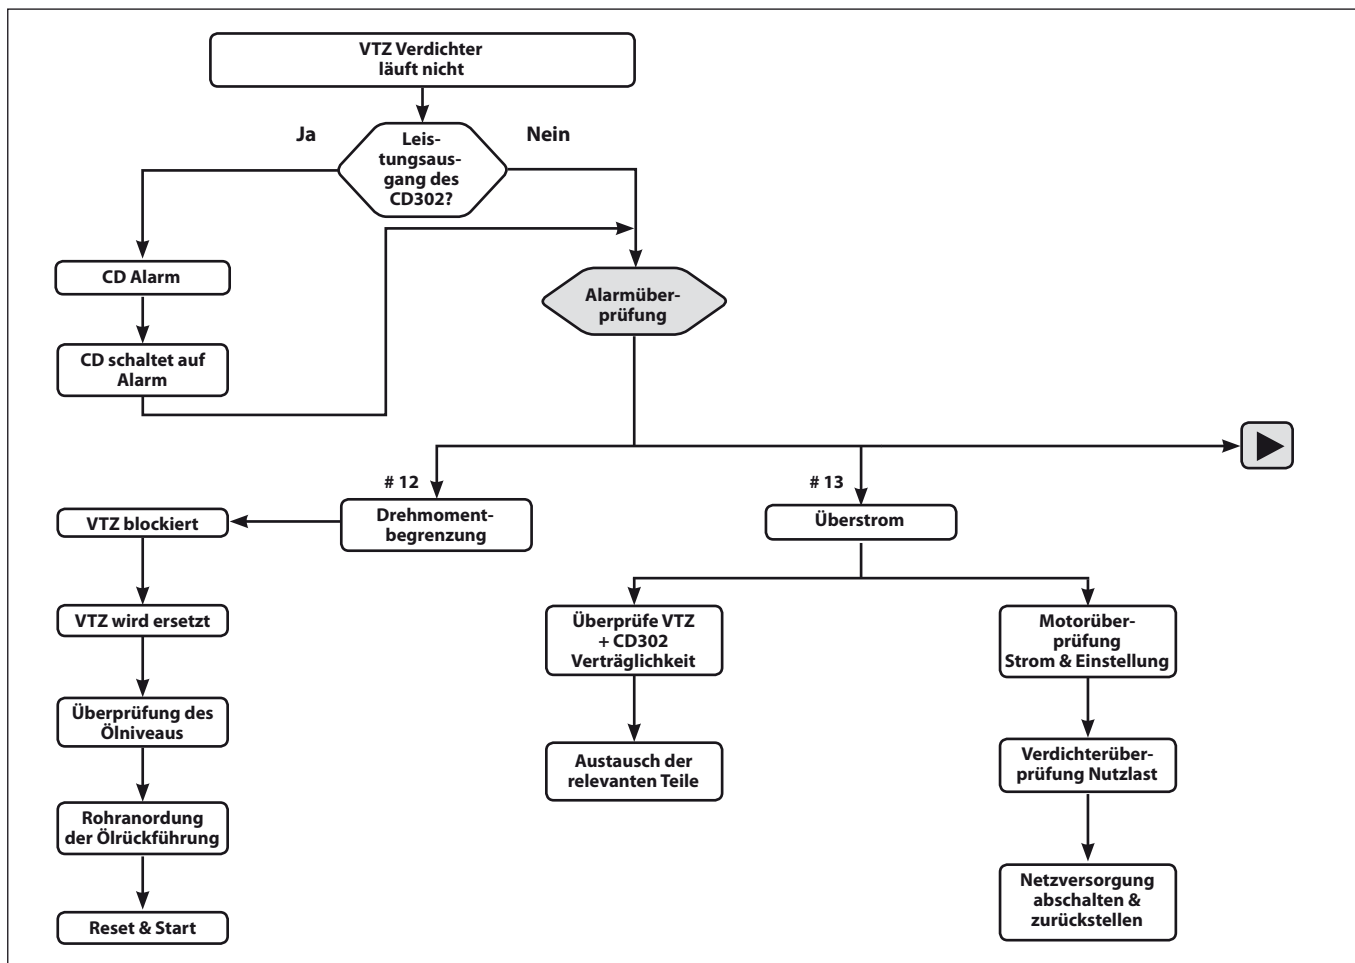 VTZ Verdichter
läuft nicht
Ja
Nein
Leis-
tungsaus-
gang des
CD302?
CD Alarm
CD schaltet auf
Alarm
Alarmüber-
prüfung
# 12
# 13
Drehmoment-
begrenzung
Überstrom
VTZ blockiert
VTZ wird ersetzt
Überprüfung des
Ölniveaus
Rohranordung
der Ölrückführung
Reset & Start
Überprüfe VTZ
+ CD302
Verträglichkeit
Austausch der
relevanten Teile
Motorüber-
prüfung
Strom & Einstellung
Verdichterüber-
prüfung Nutzlast
Netzversorgung
abschalten &
zurückstellen